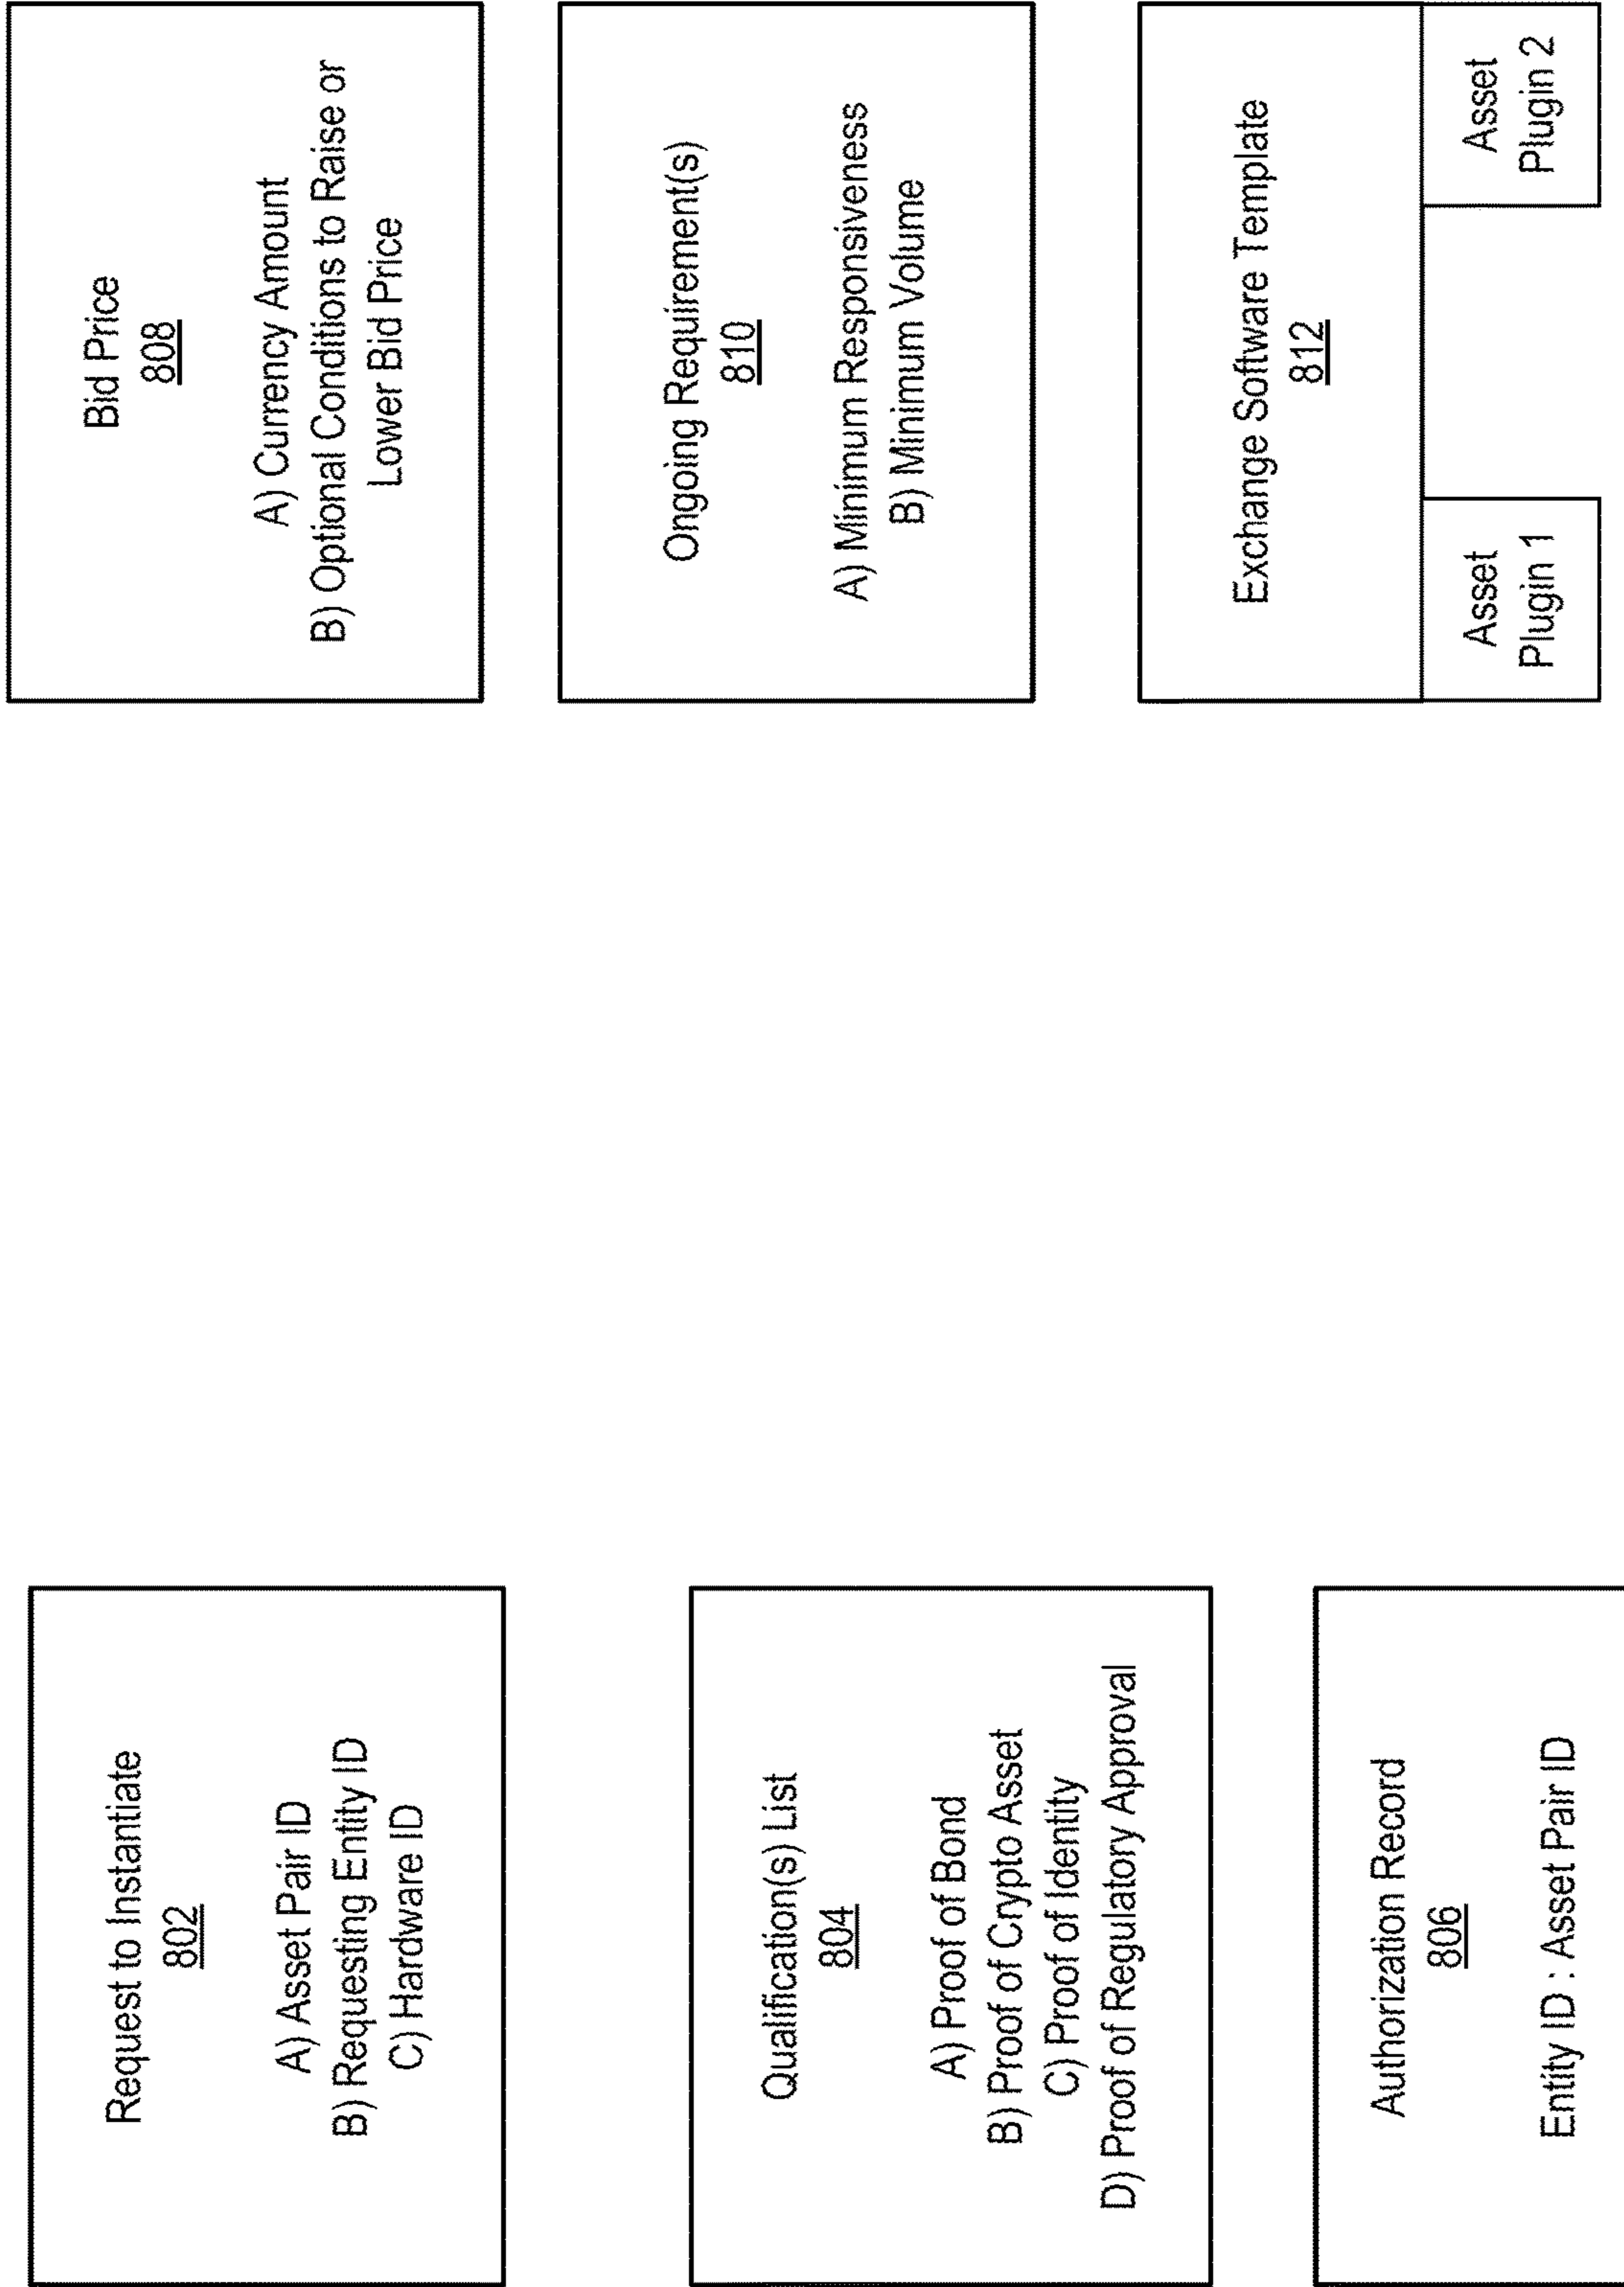 Request to Instantiate
802
A) Asset Pair ID
B) Requesting Entity ID
C) Hardware ID
Qualification(s) List
804
A) Proof of Bond
B) Proof of Crypto Asset
C) Proof of Identity
D) Proof of Regulatory Approval
Authorization Record
806
Entity ID : Asset Pair ID
Bid Price
808
A) Currency Amount
B) Optional Conditions to Raise or
Lower Bid Price
Ongoing Requirement(s)
810
A) Minimum Responsiveness
B) Minimum Volume
Exchange Software Template
812
Asset
Plugin 1
Asset
Plugin 2